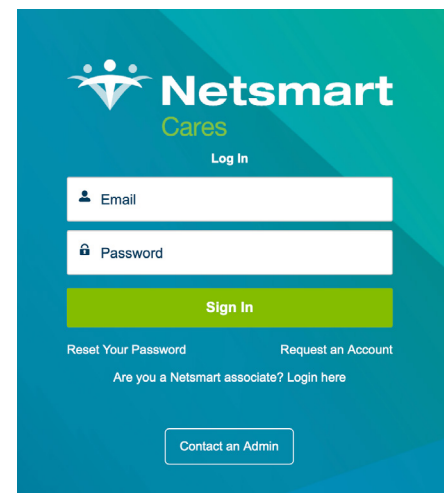 Netsmart
Cares
Log In
Email
Password
Sign In
Reset Your Password
Request an Account
Are you a Netsmart associate? Login here
Contact an Admin